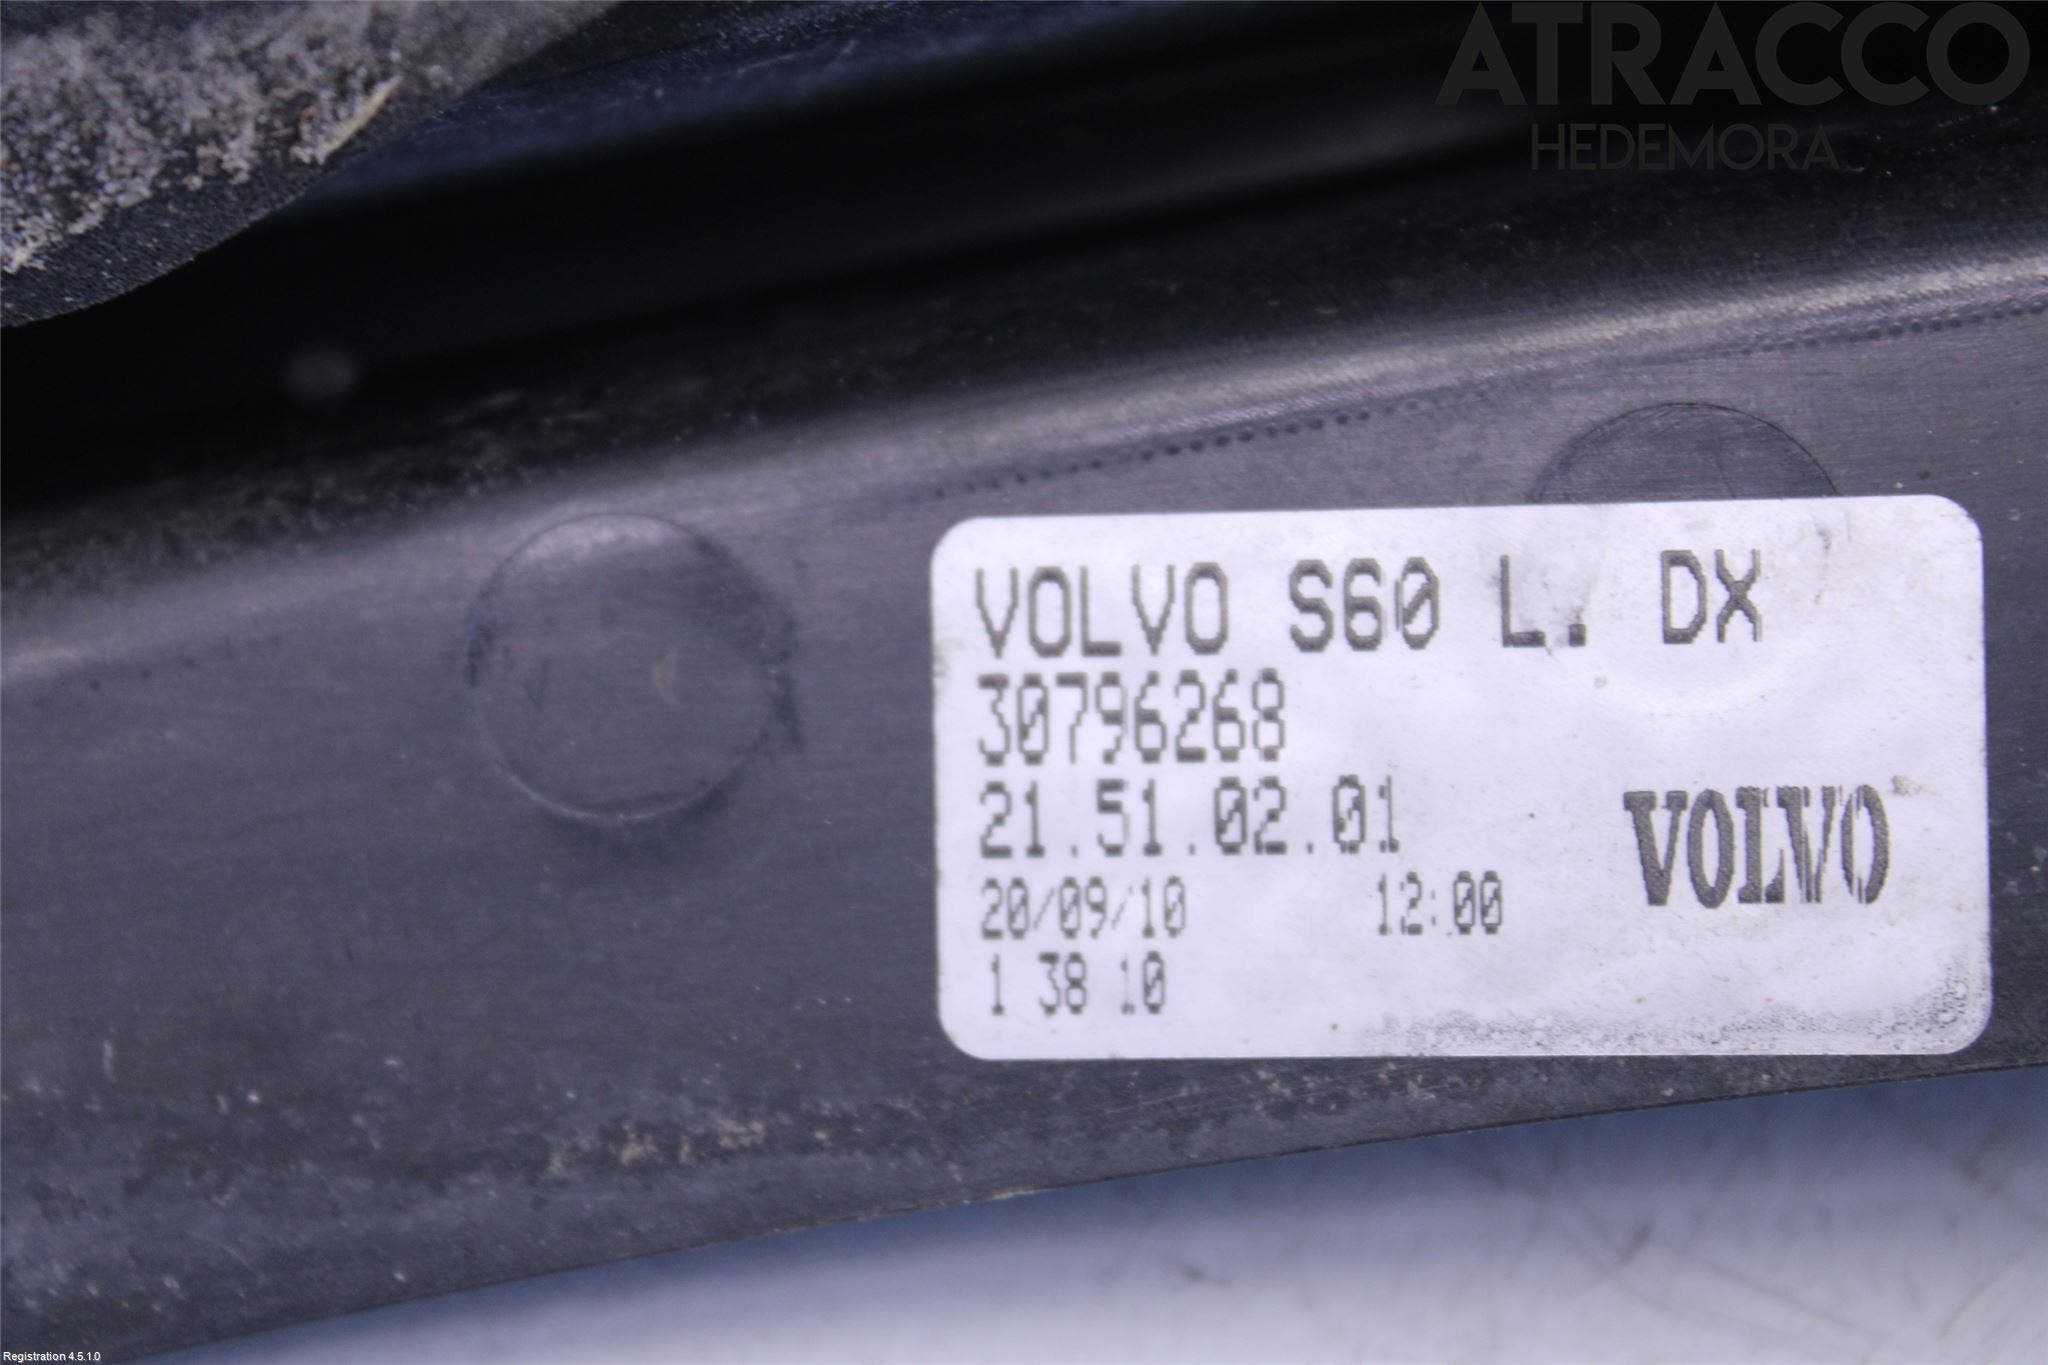 ATRACCO
HEDEMORA
VOLVO S60 L. DX
30796268
21.51.02.01
20/09/10 12:00
1 38 10
VOLVO
Registration 4.5.1.0